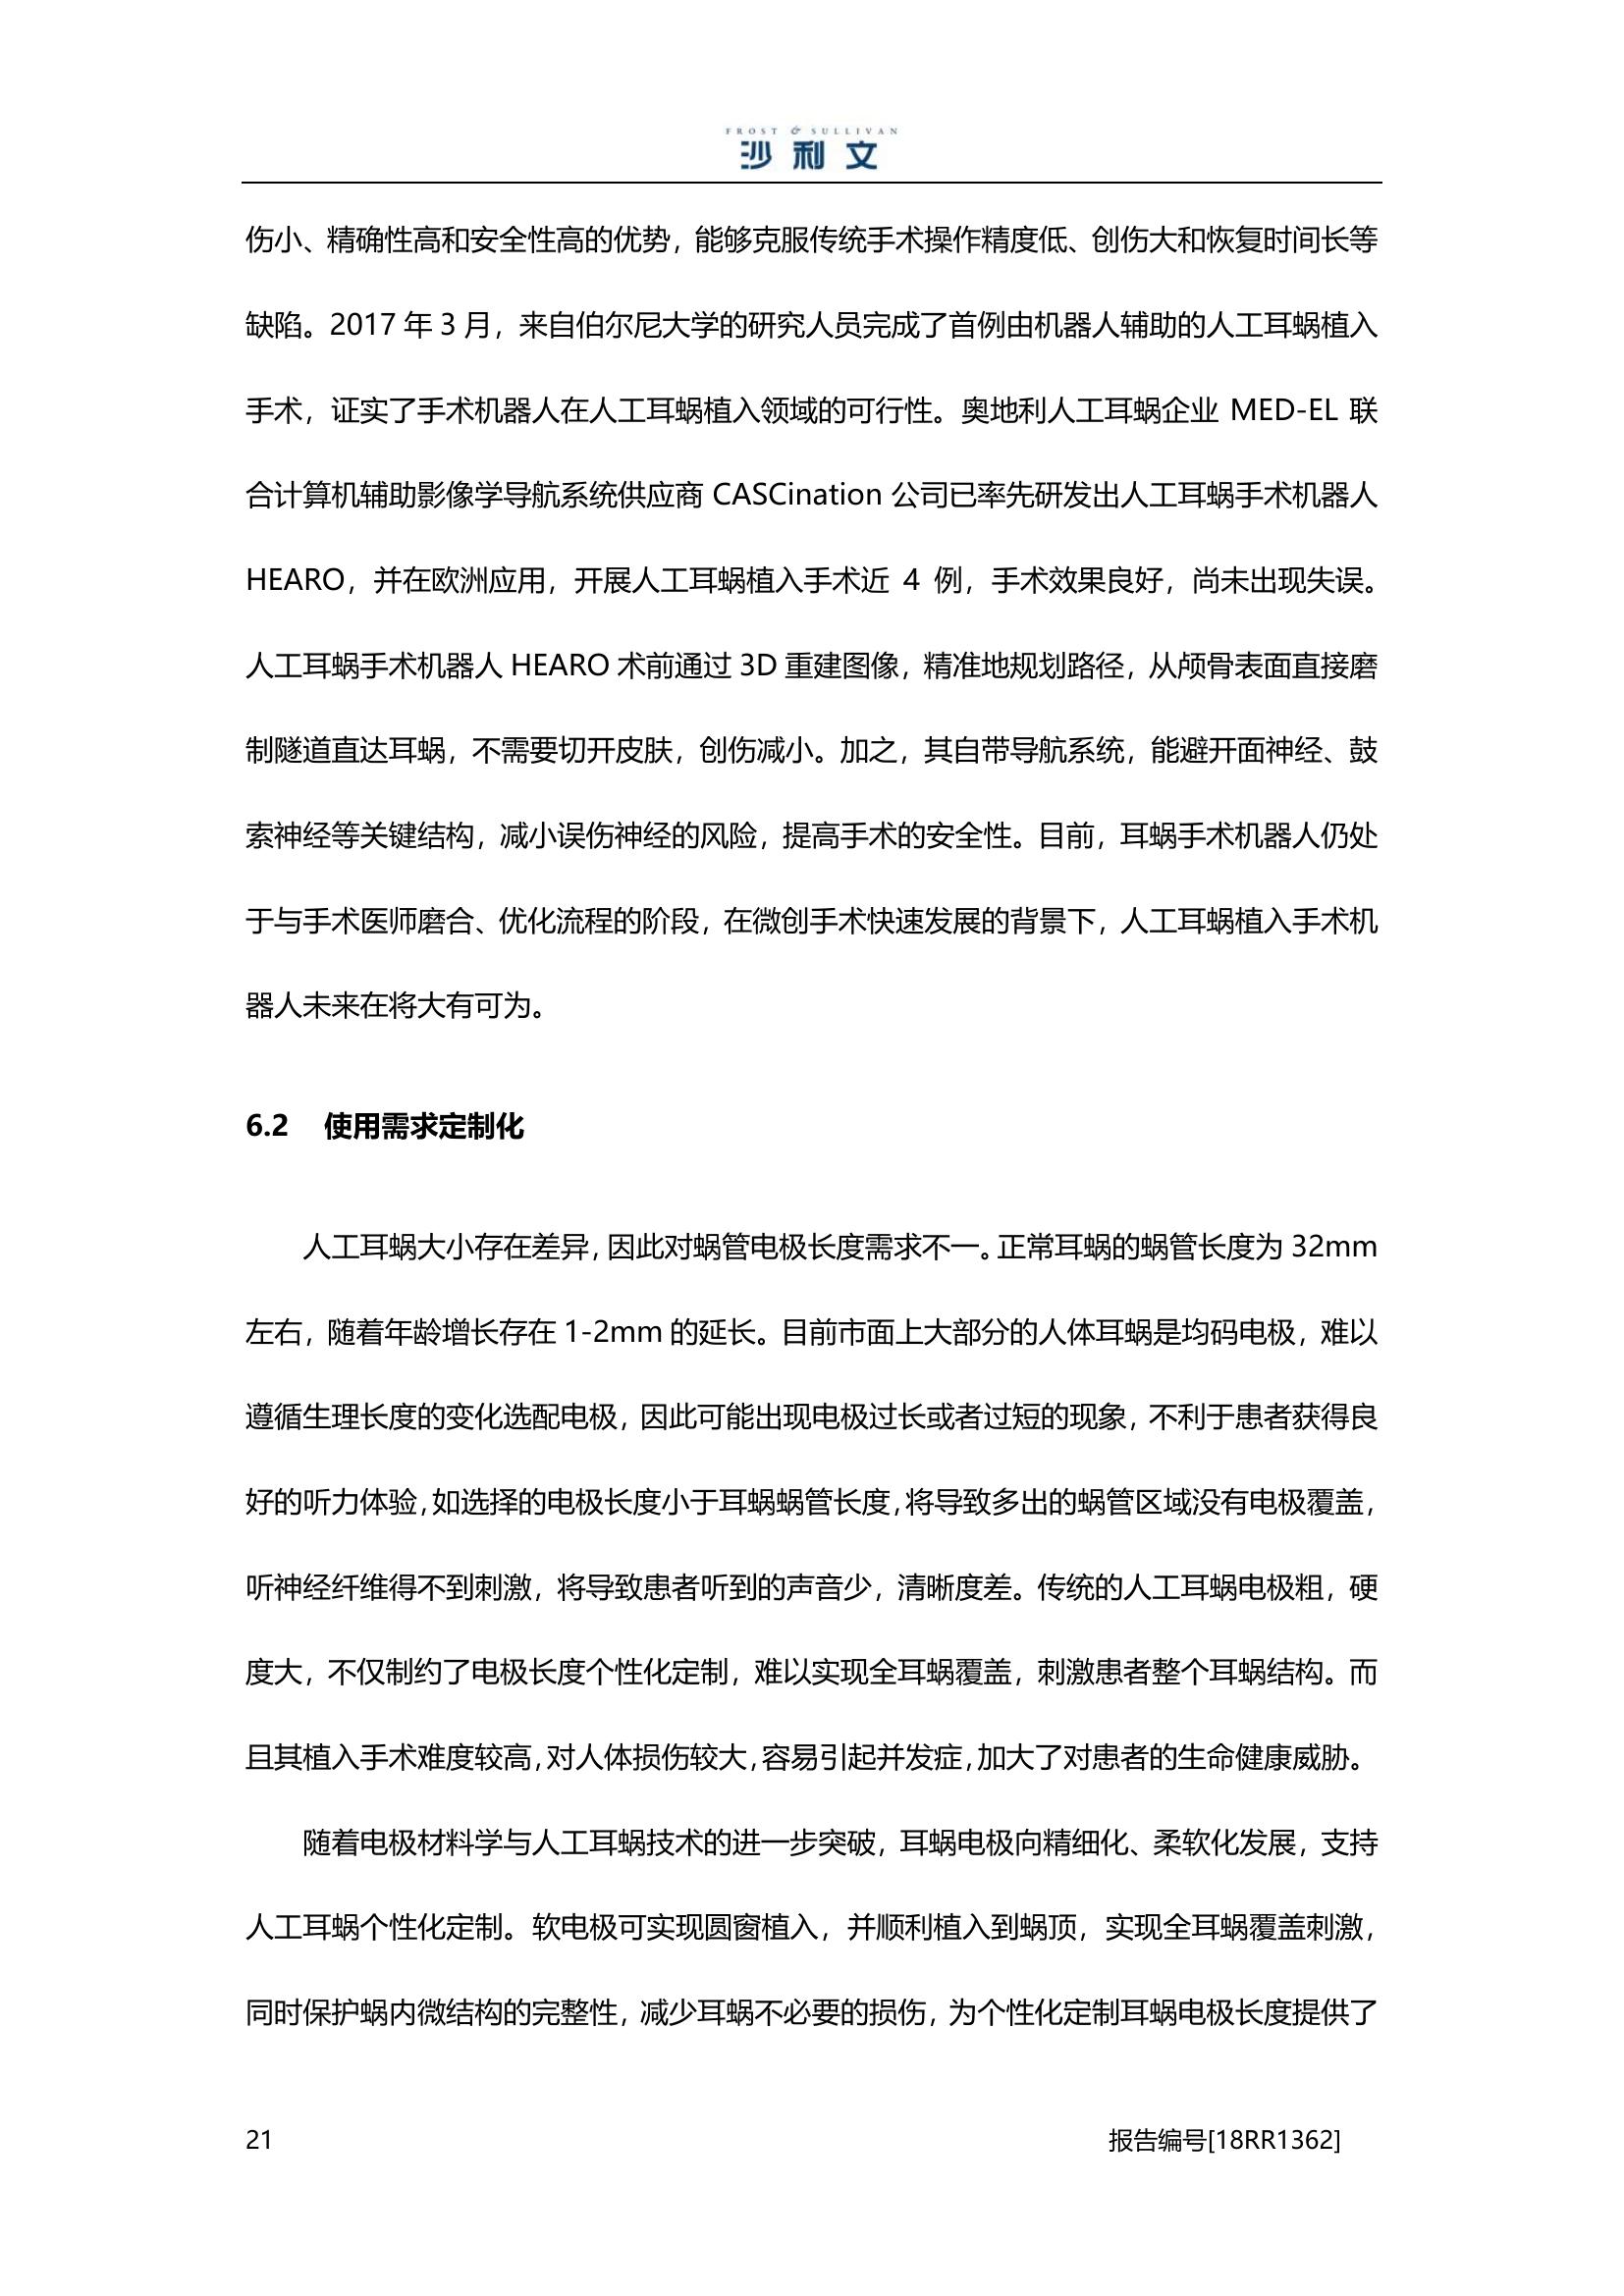 FROST & SULLIVAN
沙利文
伤小、精确性高和安全性高的优势，能够克服传统手术操作精度低、创伤大和恢复时间长等
缺陷。2017 年 3 月，来自伯尔尼大学的研究人员完成了首例由机器人辅助的人工耳蜗植入
手术，证实了手术机器人在人工耳蜗植入领域的可行性。奥地利人工耳蜗企业 MED-EL 联
合计算机辅助影像学导航系统供应商 CASCination 公司已率先研发出人工耳蜗手术机器人
HEARO，并在欧洲应用，开展人工耳蜗植入手术近 4 例，手术效果良好，尚未出现失误。
人工耳蜗手术机器人 HEARO 术前通过 3D 重建图像，精准地规划路径，从颅骨表面直接磨
制隧道直达耳蜗，不需要切开皮肤，创伤减小。加之，其自带导航系统，能避开面神经、鼓
索神经等关键结构，减小误伤神经的风险，提高手术的安全性。目前，耳蜗手术机器人仍处
于与手术医师磨合、优化流程的阶段，在微创手术快速发展的背景下，人工耳蜗植入手术机
器人未来在将大有可为。
6.2 使用需求定制化
人工耳蜗大小存在差异，因此对蜗管电极长度需求不一。正常耳蜗的蜗管长度为 32mm
左右，随着年龄增长存在 1-2mm 的延长。目前市面上大部分的人体耳蜗是均码电极，难以
遵循生理长度的变化选配电极，因此可能出现电极过长或者过短的现象，不利于患者获得良
好的听力体验，如选择的电极长度小于耳蜗蜗管长度，将导致多出的蜗管区域没有电极覆盖，
听神经纤维得不到刺激，将导致患者听到的声音少，清晰度差。传统的人工耳蜗电极粗，硬
度大，不仅制约了电极长度个性化定制，难以实现全耳蜗覆盖，刺激患者整个耳蜗结构。而
且其植入手术难度较高，对人体损伤较大，容易引起并发症，加大了对患者的生命健康威胁。
随着电极材料学与人工耳蜗技术的进一步突破，耳蜗电极向精细化、柔软化发展，支持
人工耳蜗个性化定制。软电极可实现圆窗植入，并顺利植入到蜗顶，实现全耳蜗覆盖刺激，
同时保护蜗内微结构的完整性，减少耳蜗不必要的损伤，为个性化定制耳蜗电极长度提供了
21 报告编号[18RR1362]